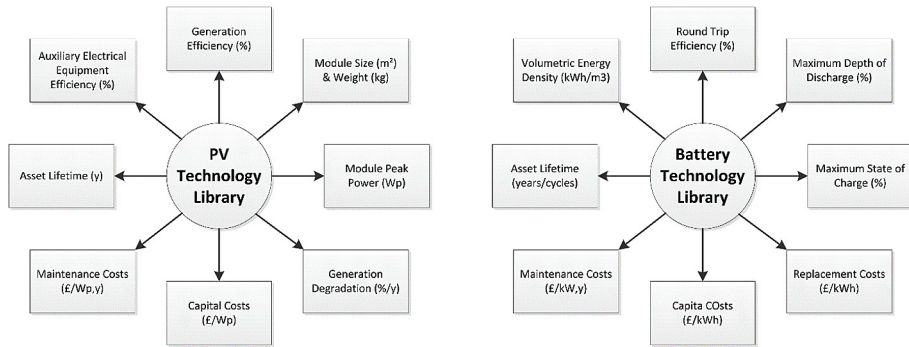 Generation
Efficiency (%)
Auxiliary Electrical
Equipment
Efficiency (%)
Module Size (m²)
& Weight (kg)
Asset Lifetime (y)
PV
Technology
Library
Module Peak
Power (Wp)
Maintenance Costs
(£/Wp,y)
Capital Costs
(£/Wp)
Generation
Degradation (%/y)
Round Trip
Efficiency (%)
Volumetric Energy
Density (kWh/m3)
Maximum Depth of
Discharge (%)
Asset Lifetime
(years/cycles)
Battery
Technology
Library
Maximum State of
Charge (%)
Maintenance Costs
(£/kW,y)
Capita COsts
(£/kWh)
Replacement Costs
(£/kWh)